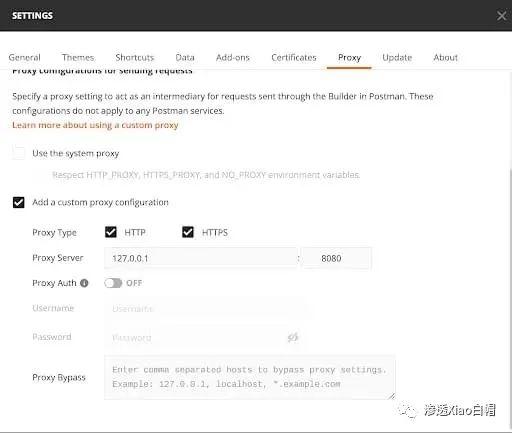 SETTINGS
General Themes Shortcuts Data Add-ons Certificates Proxy Update About
Proxy configurations for sending requests
Specify a proxy setting to act as an intermediary for requests sent through the Builder in Postman. These
configurations do not apply to any Postman services.
Learn more about using a custom proxy
Use the system proxy
Respect HTTP_PROXY, HTTPS_PROXY, and NO_PROXY environment variables.
Add a custom proxy configuration
Proxy Type HTTP HTTPS
Proxy Server 127.0.0.1 : 8080
Proxy Auth OFF
Username Username
Password Password
Proxy Bypass Enter comma separated hosts to bypass proxy settings.
Example: 127.0.0.1, localhost, *.example.com
渗透Xiao白帽